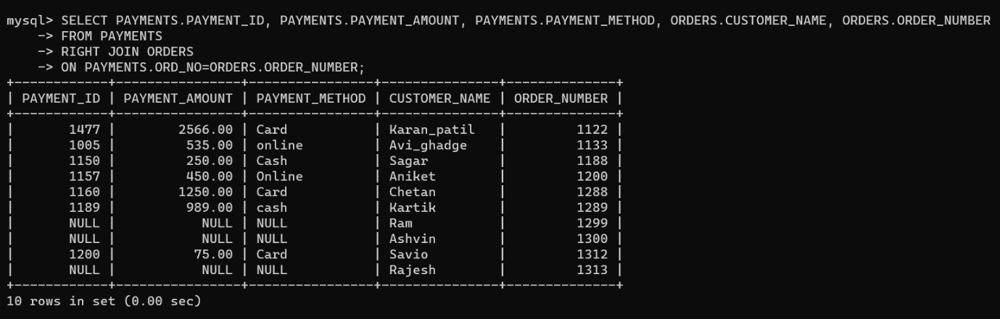 mysql> SELECT PAYMENTS.PAYMENT_ID, PAYMENTS.PAYMENT_AMOUNT, PAYMENTS.PAYMENT_METHOD, ORDERS.CUSTOMER_NAME, ORDERS.ORDER_NUMBER
    -> FROM PAYMENTS
    -> RIGHT JOIN ORDERS
    -> ON PAYMENTS.ORD_NO=ORDERS.ORDER_NUMBER;
+------------+----------------+----------------+---------------+--------------+
| PAYMENT_ID | PAYMENT_AMOUNT | PAYMENT_METHOD | CUSTOMER_NAME | ORDER_NUMBER |
+------------+----------------+----------------+---------------+--------------+
|       1477 |        2566.00 | Card           | Karan_patil   |         1122 |
|       1005 |         535.00 | online         | Avi_ghadge    |         1133 |
|       1150 |         250.00 | Cash           | Sagar         |         1188 |
|       1157 |         450.00 | Online         | Aniket        |         1200 |
|       1160 |        1250.00 | Card           | Chetan        |         1288 |
|       1189 |         989.00 | cash           | Kartik        |         1289 |
|       NULL |           NULL | NULL           | Ram           |         1299 |
|       NULL |           NULL | NULL           | Ashvin        |         1300 |
|       1200 |          75.00 | Card           | Savio         |         1312 |
|       NULL |           NULL | NULL           | Rajesh        |         1313 |
+------------+----------------+----------------+---------------+--------------+
10 rows in set (0.00 sec)